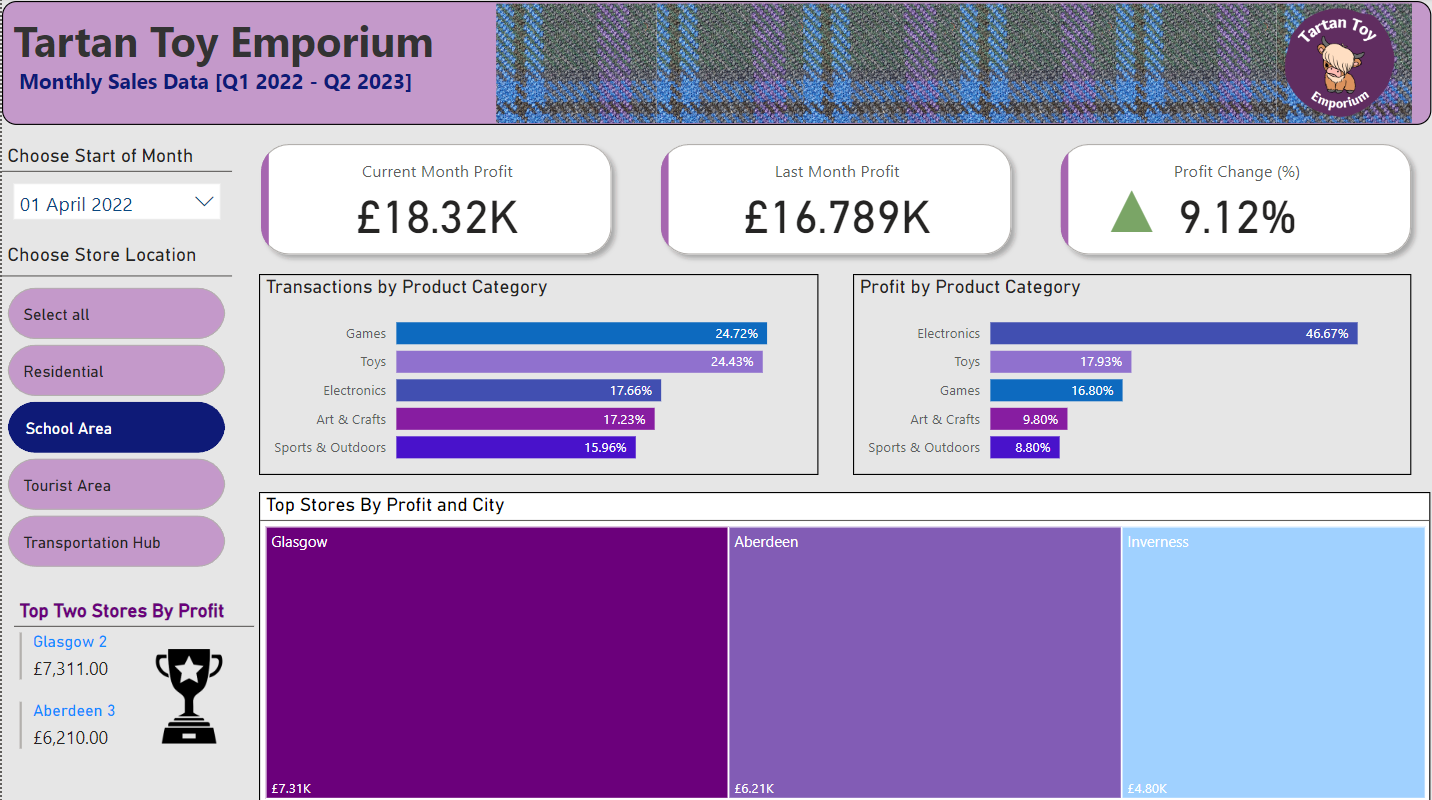 Tartan Toy Emporium
Monthly Sales Data [Q1 2022 - Q2 2023]
Tartan Toy
Emporium
Choose Start of Month
01 April 2022
Choose Store Location
Select all
Residential
School Area
Tourist Area
Transportation Hub
Top Two Stores By Profit
Glasgow 2
£7,311.00
Aberdeen 3
£6,210.00
Current Month Profit
£18.32K
Last Month Profit
£16.789K
Profit Change (%)
9.12%
Transactions by Product Category
Games 24.72%
Toys 24.43%
Electronics 17.66%
Art & Crafts 17.23%
Sports & Outdoors 15.96%
Profit by Product Category
Electronics 46.67%
Toys 17.93%
Games 16.80%
Art & Crafts 9.80%
Sports & Outdoors 8.80%
Top Stores By Profit and City
Glasgow
£7.31K
Aberdeen
£6.21K
Inverness
£4.80K